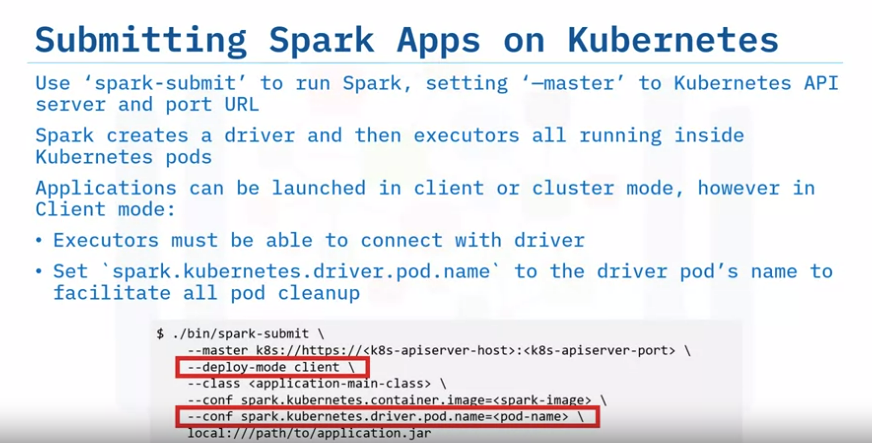 Submitting Spark Apps on Kubernetes
Use ‘spark-submit’ to run Spark, setting ‘—master’ to Kubernetes API
server and port URL
Spark creates a driver and then executors all running inside
Kubernetes pods
Applications can be launched in client or cluster mode, however in
Client mode:
• Executors must be able to connect with driver
• Set `spark.kubernetes.driver.pod.name` to the driver pod’s name to
facilitate all pod cleanup
$ ./bin/spark-submit \
--master k8s://https://<k8s-apiserver-host>:<k8s-apiserver-port> \
--deploy-mode client \
--class <application-main-class> \
--conf spark.kubernetes.container.image=<spark-image> \
--conf spark.kubernetes.driver.pod.name=<pod-name> \
local:///path/to/application.jar